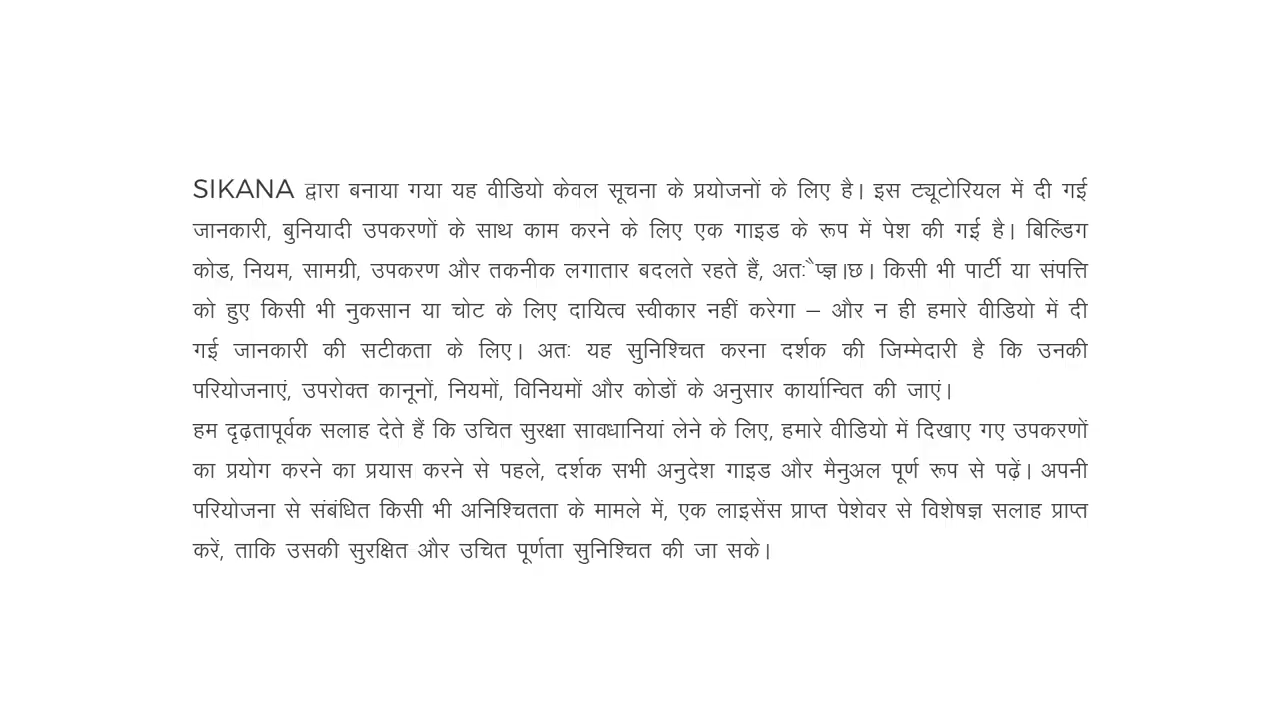 SIKANA द्वारा बनाया गया यह वीडियो केवल सूचना के प्रयोजनों के लिए है। इस ट्यूटोरियल में दी गई
जानकारी, बुनियादी उपकरणों के साथ काम करने के लिए एक गाइड के रूप में पेश की गई है। बिल्डिंग
कोड, नियम, सामग्री, उपकरण और तकनीक लगातार बदलते रहते हैं, अतःैप्ज्ञ।छ। किसी भी पार्टी या संपत्ति
को हुए किसी भी नुकसान या चोट के लिए दायित्व स्वीकार नहीं करेगा – और न ही हमारे वीडियो में दी
गई जानकारी की सटीकता के लिए। अतः यह सुनिश्चित करना दर्शक की जिम्मेदारी है कि उनकी
परियोजनाएं, उपरोक्त कानूनों, नियमों, विनियमों और कोडों के अनुसार कार्यान्वित की जाएं।
हम दृढ़तापूर्वक सलाह देते हैं कि उचित सुरक्षा सावधानियां लेने के लिए, हमारे वीडियो में दिखाए गए उपकरणों
का प्रयोग करने का प्रयास करने से पहले, दर्शक सभी अनुदेश गाइड और मैनुअल पूर्ण रूप से पढ़ें। अपनी
परियोजना से संबंधित किसी भी अनिश्चितता के मामले में, एक लाइसेंस प्राप्त पेशेवर से विशेषज्ञ सलाह प्राप्त
करें, ताकि उसकी सुरक्षित और उचित पूर्णता सुनिश्चित की जा सके।